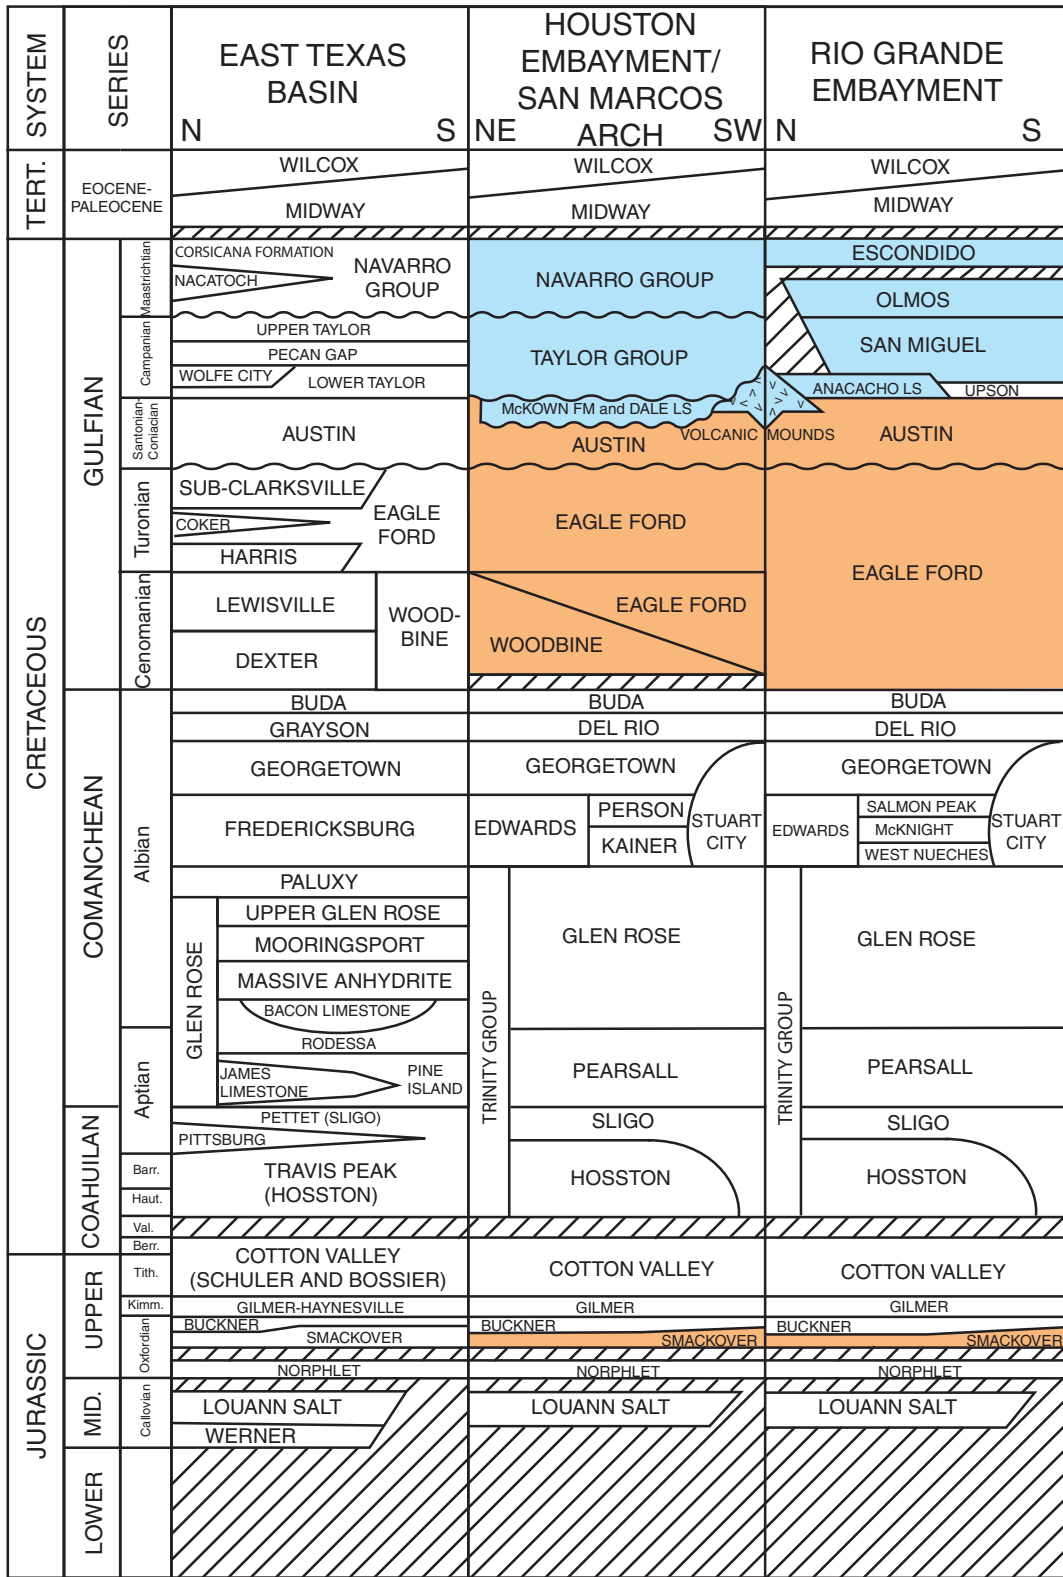 SYSTEM
SERIES
EAST TEXAS
BASIN
N
S
HOUSTON
EMBAYMENT/
SAN MARCOS
ARCH
NE
SW
RIO GRANDE
EMBAYMENT
N
S
TERT.
EOCENE-
PALEOCENE
WILCOX
MIDWAY
WILCOX
MIDWAY
WILCOX
MIDWAY
CRETACEOUS
GULFIAN
Maastrichtian
CORSICANA FORMATION
NACATOCH
NAVARRO
GROUP
NAVARRO GROUP
ESCONDIDO
OLMOS
Campanian
UPPER TAYLOR
PECAN GAP
WOLFE CITY
LOWER TAYLOR
TAYLOR GROUP
SAN MIGUEL
ANACACHO LS
UPSON
Santonian-
Coniacian
AUSTIN
McKOWN FM and DALE LS
AUSTIN
VOLCANIC MOUNDS
AUSTIN
Turonian
SUB-CLARKSVILLE
COKER
HARRIS
EAGLE
FORD
EAGLE FORD
EAGLE FORD
Cenomanian
LEWISVILLE
DEXTER
WOOD-
BINE
EAGLE FORD
WOODBINE
COMANCHEAN
Albian
BUDA
BUDA
BUDA
GRAYSON
DEL RIO
DEL RIO
GEORGETOWN
GEORGETOWN
GEORGETOWN
FREDERICKSBURG
EDWARDS
PERSON
KAINER
STUART
CITY
EDWARDS
SALMON PEAK
McKNIGHT
WEST NUECHES
STUART
CITY
PALUXY
GLEN ROSE
UPPER GLEN ROSE
MOORINGSPORT
MASSIVE ANHYDRITE
BACON LIMESTONE
RODESSA
TRINITY GROUP
GLEN ROSE
TRINITY GROUP
GLEN ROSE
Aptian
JAMES
LIMESTONE
PINE
ISLAND
PEARSALL
PEARSALL
COAHUILAN
PETTET (SLIGO)
PITTSBURG
SLIGO
SLIGO
Barr.
Haut.
TRAVIS PEAK
(HOSSTON)
HOSSTON
HOSSTON
Val.
Berr.
JURASSIC
UPPER
Tith.
COTTON VALLEY
(SCHULER AND BOSSIER)
COTTON VALLEY
COTTON VALLEY
Kimm.
GILMER-HAYNESVILLE
GILMER
GILMER
Oxfordian
BUCKNER
SMACKOVER
BUCKNER
SMACKOVER
BUCKNER
SMACKOVER
NORPHLET
NORPHLET
NORPHLET
MID.
Callovian
LOUANN SALT
WERNER
LOUANN SALT
LOUANN SALT
LOWER